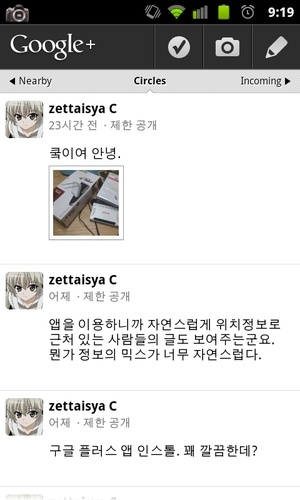 9:19
Google+
Nearby
Circles
Incoming
zettaisya C
23시간 전 · 제한 공개
쿡이여 안녕.
zettaisya C
어제 · 제한 공개
앱을 이용하니까 자연스럽게 위치정보로
근처 있는 사람들의 글도 보여주는군요.
뭔가 정보의 믹스가 너무 자연스럽다.
zettaisya C
어제 · 제한 공개
구글 플러스 앱 인스톨. 꽤 깔끔한데?